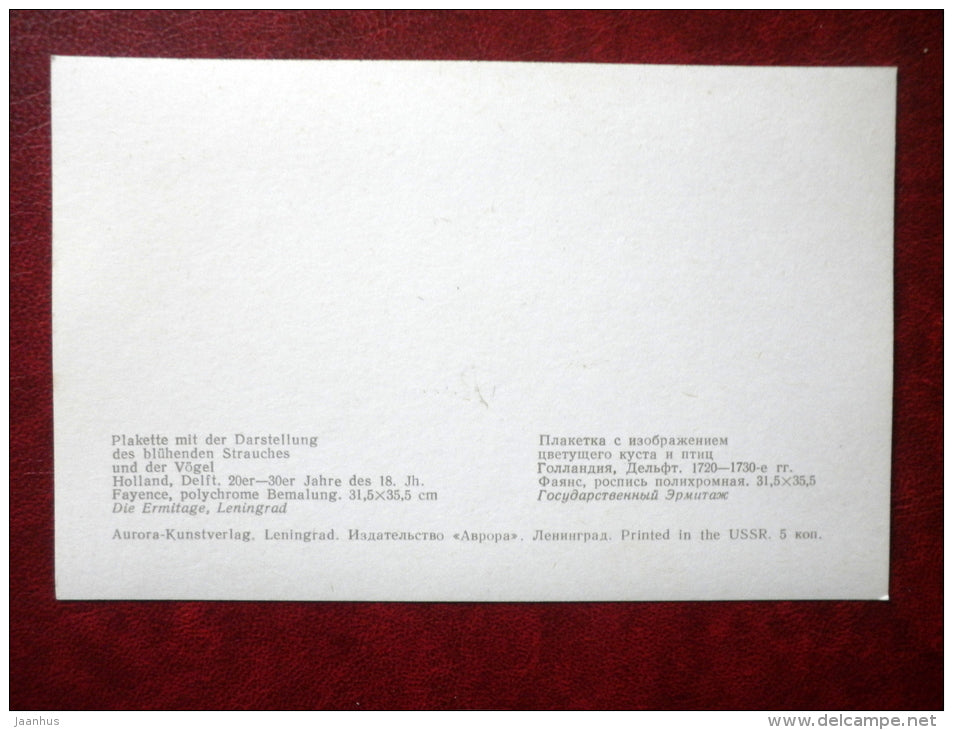 Plakette mit der Darstellung
des blühenden Strauches
und der Vögel
Holland, Delft. 20er—30er Jahre des 18. Jh.
Fayence, polychrome Bemalung. 31,5×35,5 cm
Die Ermitage, Leningrad
Плакетка с изображением
цветущего куста и птиц
Голландия, Дельфт. 1720—1730-е гг.
Фаянс, роспись полихромная. 31,5×35,5
Государственный Эрмитаж
Aurora-Kunstverlag. Leningrad. Издательство «Аврора». Ленинград. Printed in the USSR. 5 коп.
jaanhus
delcampe.net